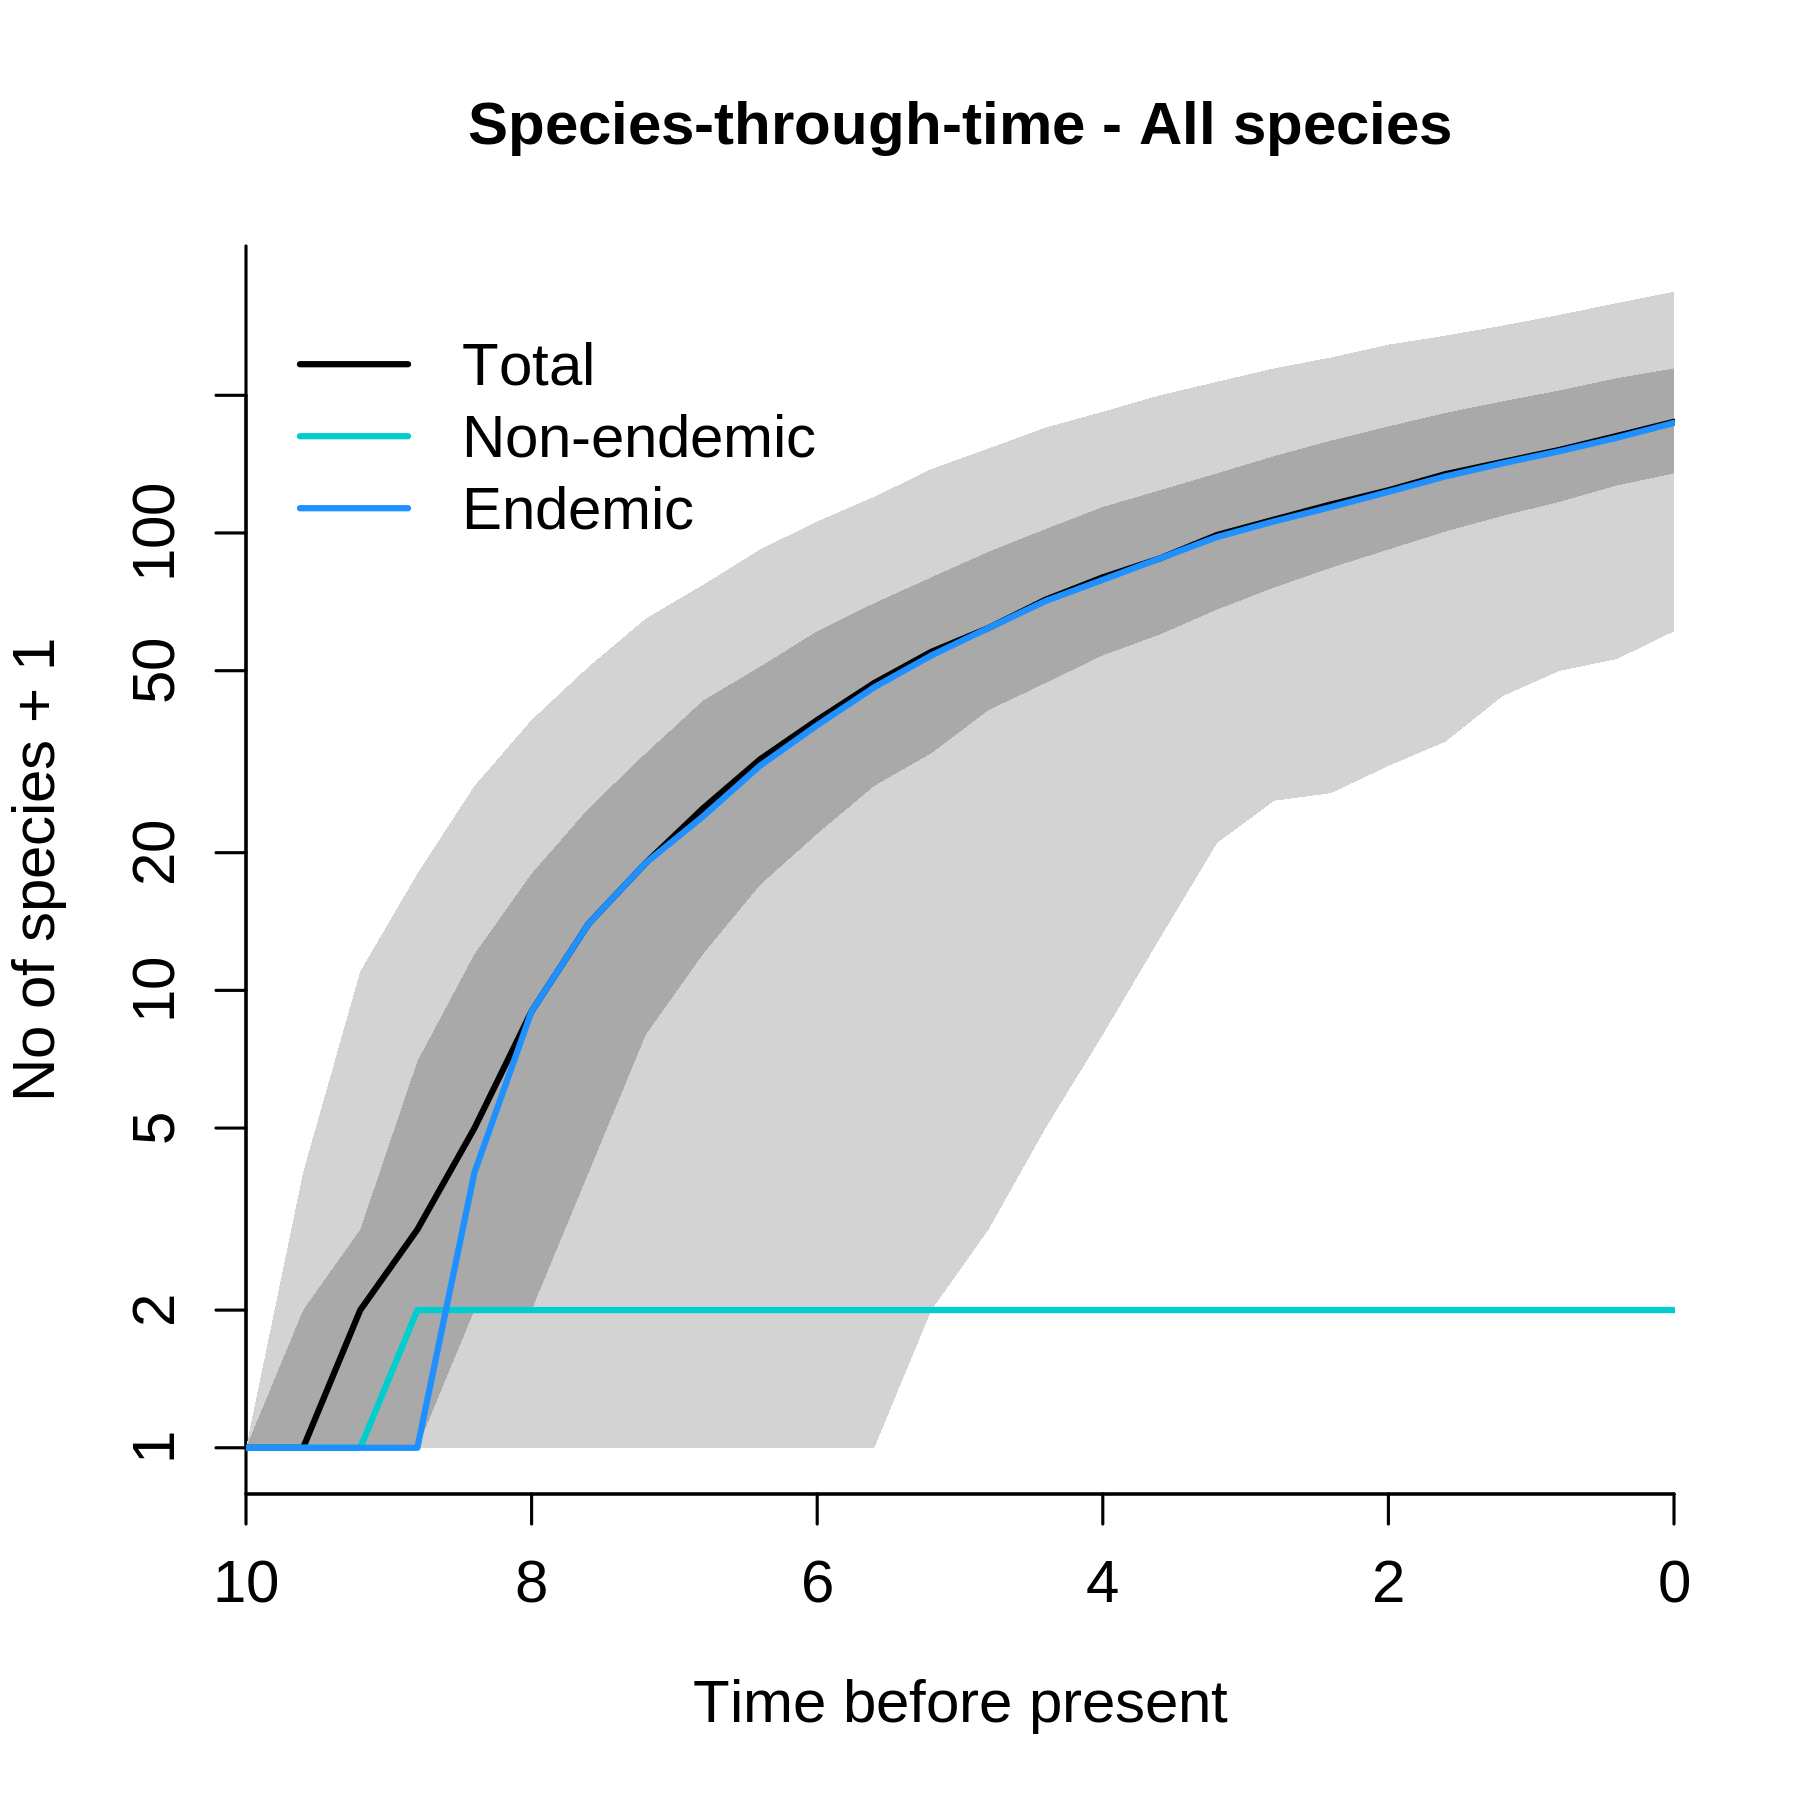 Species-through-time - All species
Total
Non-endemic
Endemic
No of species + 1
100
50
20
10
5
2
1
10 8 6 4 2 0
Time before present